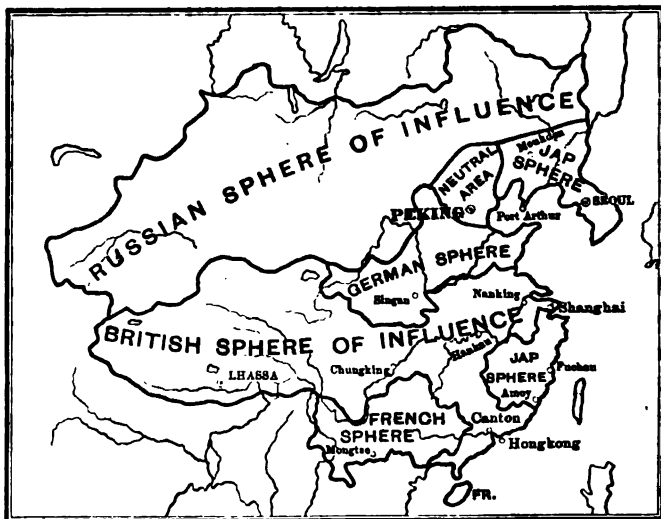 RUSSIAN SPHERE OF INFLUENCE
Moukden
JAP
SPHERE
NEUTRAL
AREA
PEKING
Port Arthur
SEOUL
GERMAN SPHERE
Singan
Nanking
Shanghai
BRITISH SPHERE OF INFLUENCE
Hankau
LHASSA
Chungking
JAP
SPHERE
Fuchau
Amoy
FRENCH
SPHERE
Canton
Mongtse
Hongkong
FR.